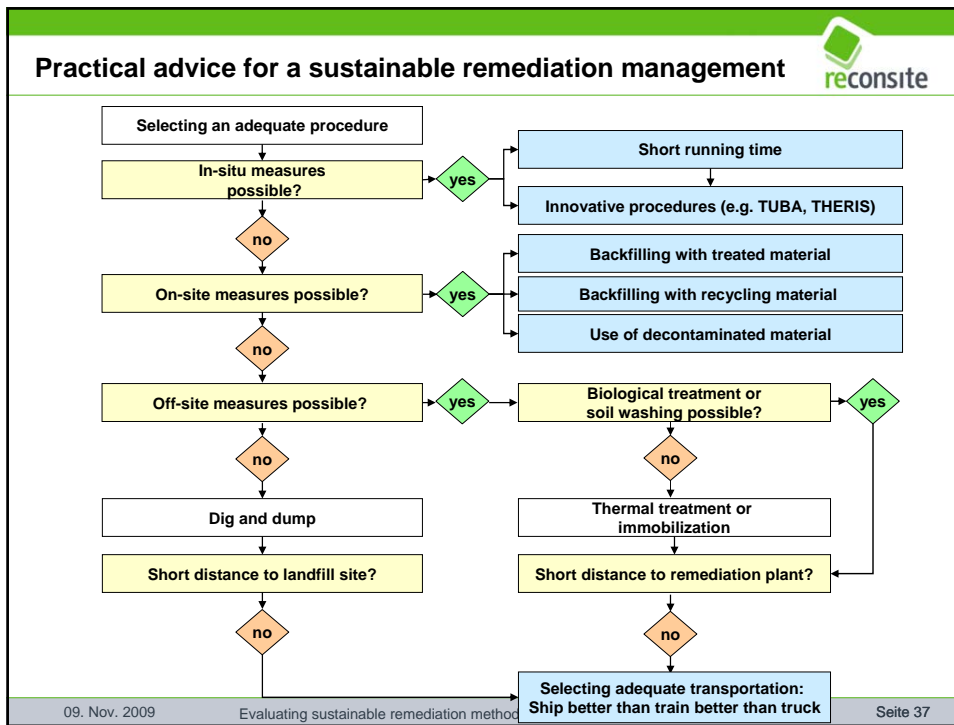 Practical advice for a sustainable remediation management
reconsite
Selecting an adequate procedure
In-situ measures
possible?
yes
Short running time
Innovative procedures (e.g. TUBA, THERIS)
no
On-site measures possible?
yes
Backfilling with treated material
Backfilling with recycling material
Use of decontaminated material
no
Off-site measures possible?
yes
Biological treatment or
soil washing possible?
yes
no
no
Dig and dump
Thermal treatment or
immobilization
Short distance to landfill site?
Short distance to remediation plant?
no
no
Selecting adequate transportation:
Ship better than train better than truck
09. Nov. 2009
Evaluating sustainable remediation method
Seite 37